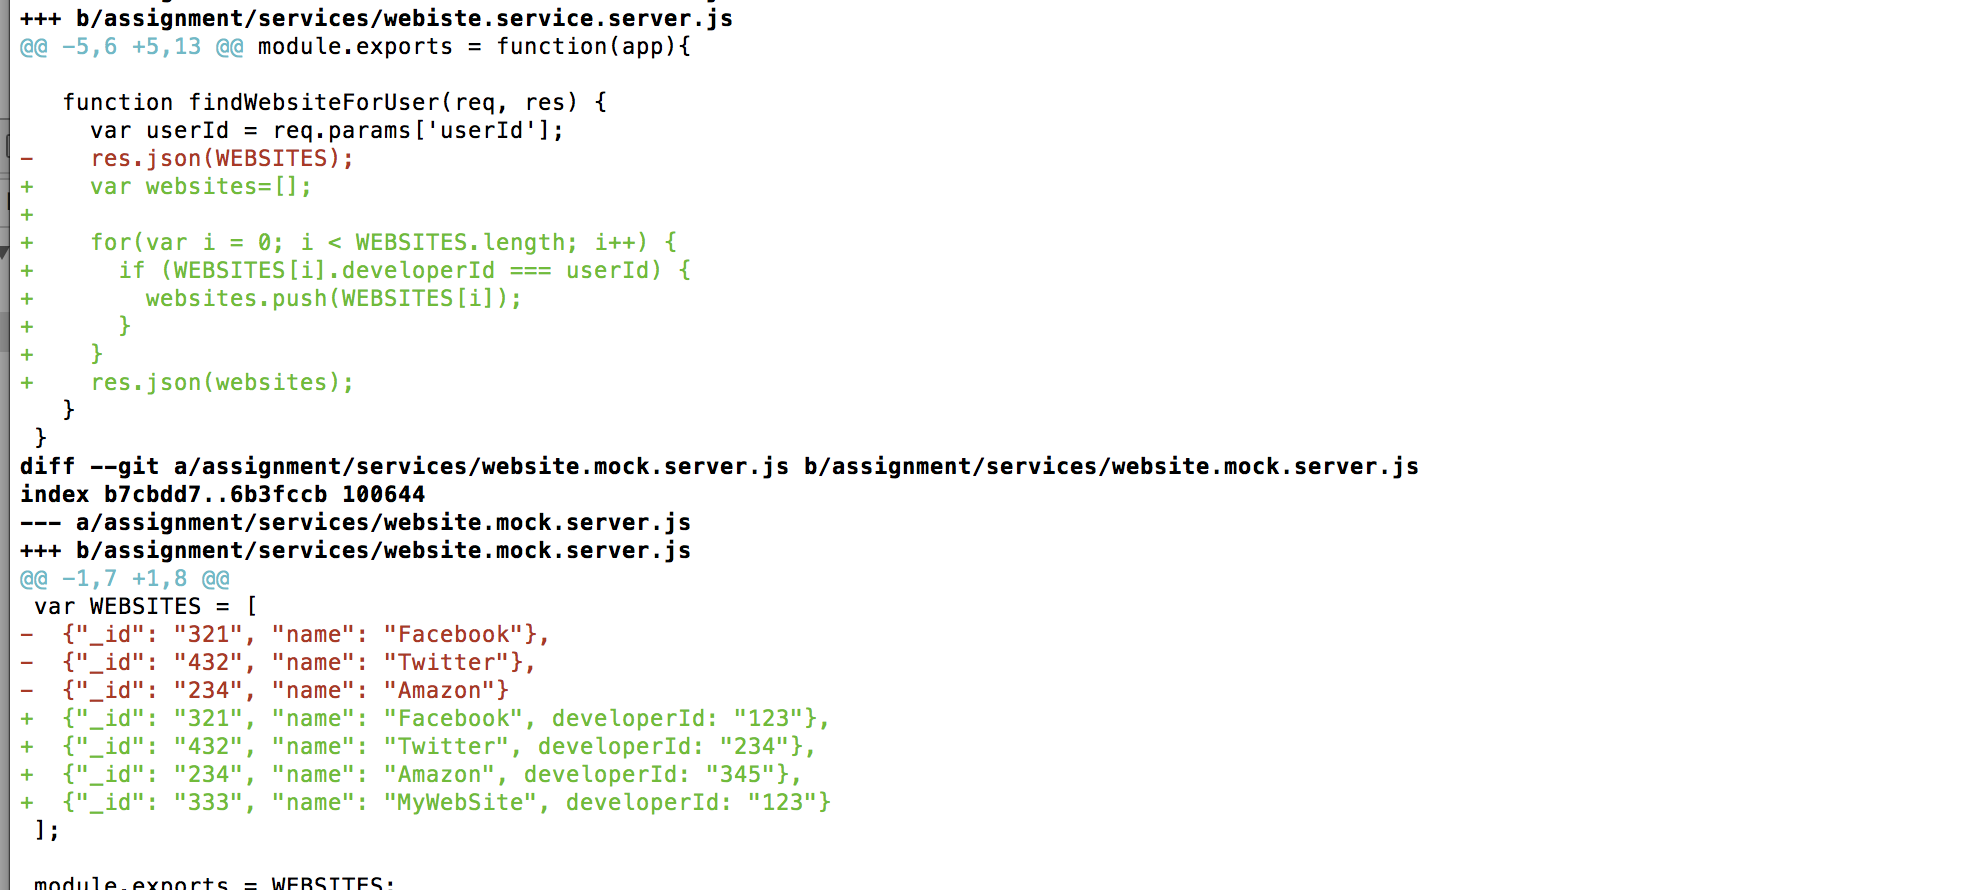 +++ b/assignment/services/webiste.service.server.js
@@ -5,6 +5,13 @@ module.exports = function(app){
   function findWebsiteForUser(req, res) {
     var userId = req.params['userId'];
-    res.json(WEBSITES);
+    var websites=[];
+
+    for(var i = 0; i < WEBSITES.length; i++) {
+      if (WEBSITES[i].developerId === userId) {
+        websites.push(WEBSITES[i]);
+      }
+    }
+    res.json(websites);
   }
 }
diff --git a/assignment/services/website.mock.server.js b/assignment/services/website.mock.server.js
index b7cbdd7..6b3fccb 100644
--- a/assignment/services/website.mock.server.js
+++ b/assignment/services/website.mock.server.js
@@ -1,7 +1,8 @@
 var WEBSITES = [
-  {"_id": "321", "name": "Facebook"},
-  {"_id": "432", "name": "Twitter"},
-  {"_id": "234", "name": "Amazon"}
+  {"_id": "321", "name": "Facebook", developerId: "123"},
+  {"_id": "432", "name": "Twitter", developerId: "234"},
+  {"_id": "234", "name": "Amazon", developerId: "345"},
+  {"_id": "333", "name": "MyWebSite", developerId: "123"}
 ];
 module.exports = WEBSITES;